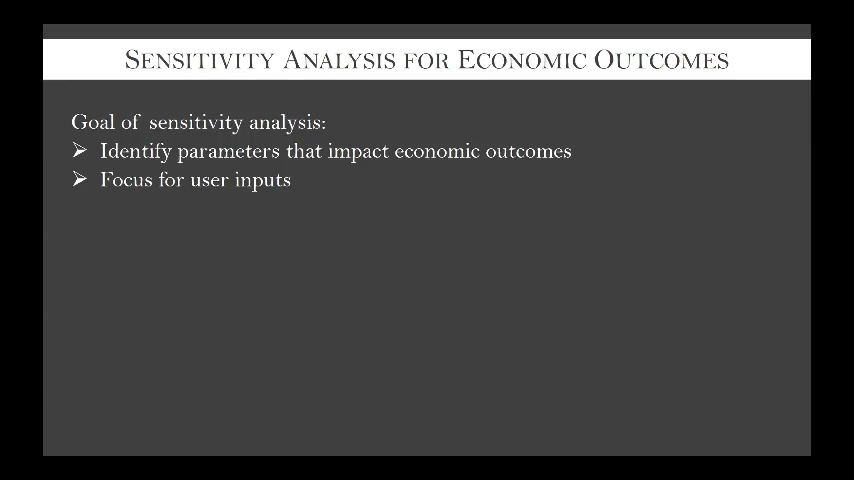 SENSITIVITY ANALYSIS FOR ECONOMIC OUTCOMES
Goal of sensitivity analysis:
➢ Identify parameters that impact economic outcomes
➢ Focus for user inputs